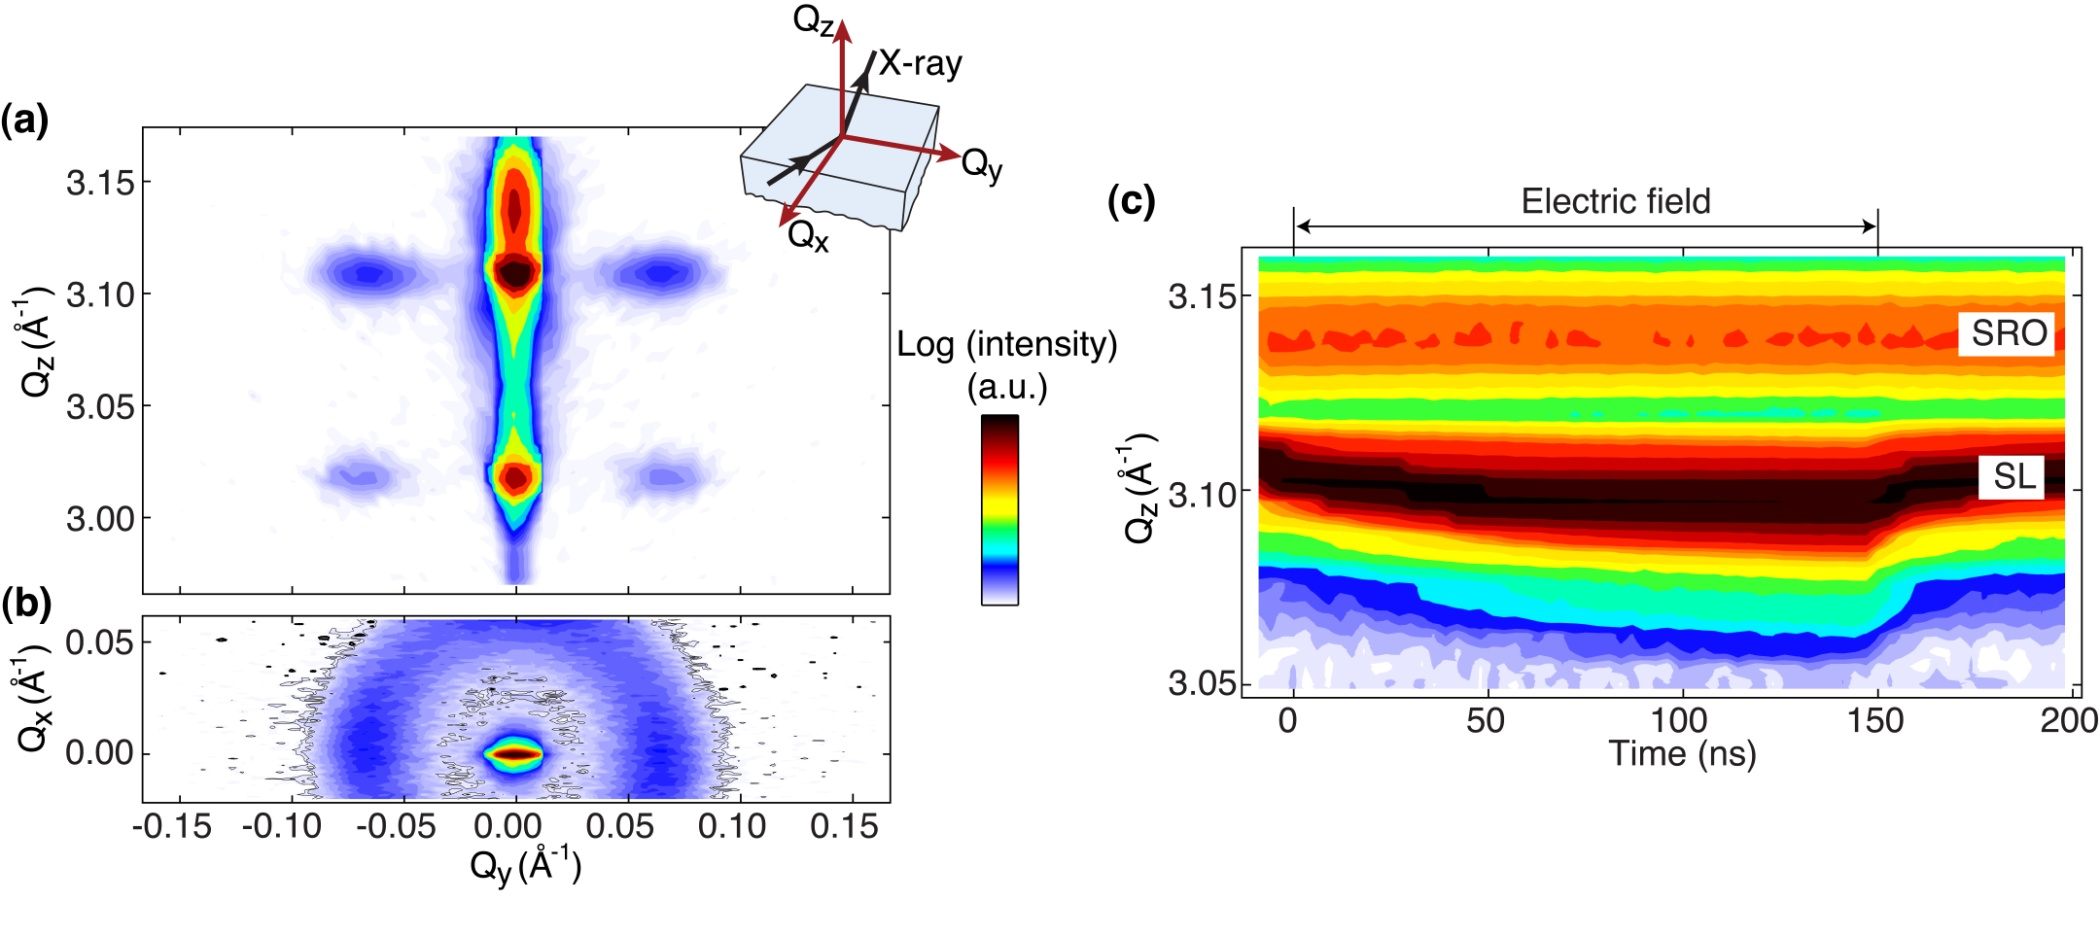 (a)
Qz (Å-1)
3.15
3.10
3.05
3.00
Qz
X-ray
Qy
Qx
Log (intensity)
(a.u.)
(b)
Qx (Å-1)
0.05
0.00
-0.15 -0.10 -0.05 0.00 0.05 0.10 0.15
Qy (Å-1)
(c)
Electric field
Qz (Å-1)
3.15
3.10
3.05
SRO
SL
0 50 100 150 200
Time (ns)